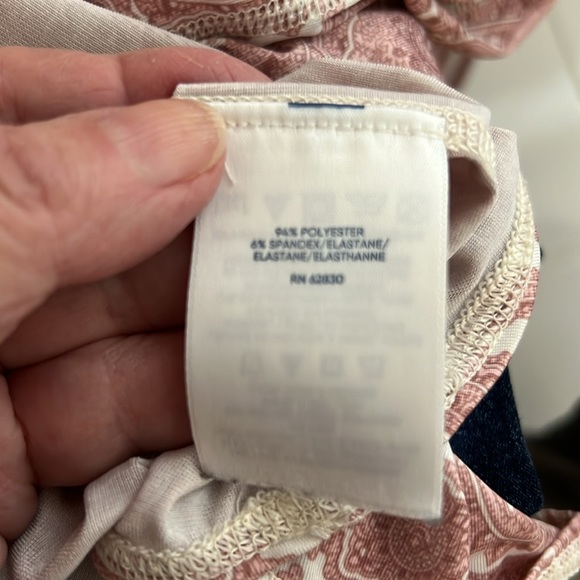 94% POLYESTER
6% SPANDEX/ELASTANE/
ELASTANE/ELASTHANNE
RN 62830